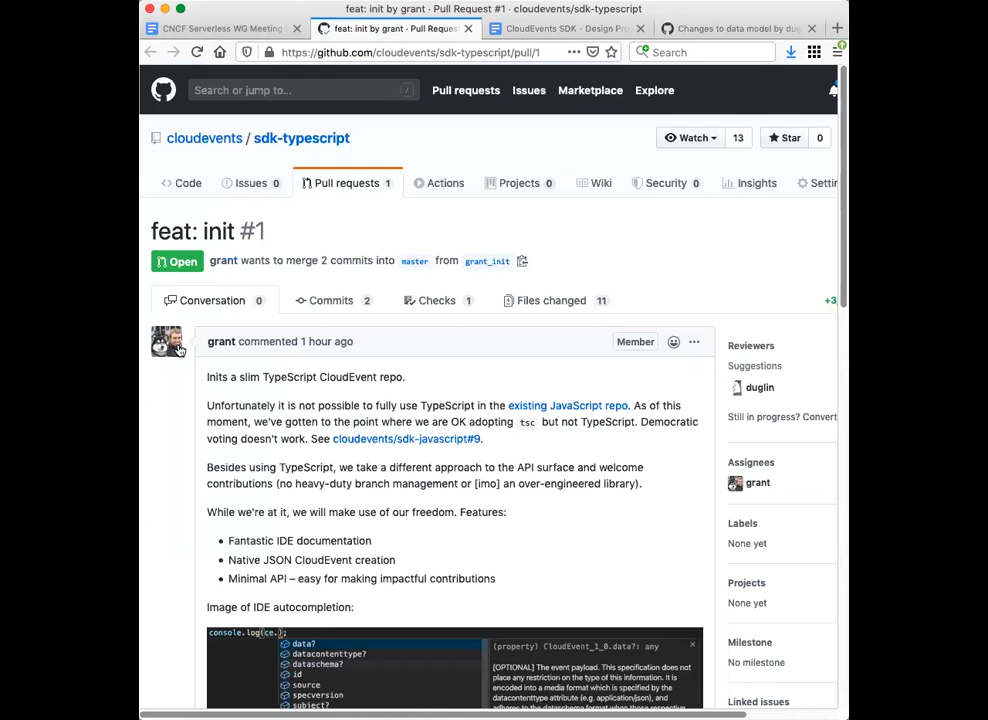 feat: init by grant · Pull Request #1 · cloudevents/sdk-typescript
CNCF Serverless WG Meeting
feat: init by grant · Pull Reques
CloudEvents SDK - Design Pro
Changes to data model by dug
https://github.com/cloudevents/sdk-typescript/pull/1
Search
Search or jump to...
/
Pull requests
Issues
Marketplace
Explore
cloudevents / sdk-typescript
Watch
13
Star
0
Code
Issues 0
Pull requests 1
Actions
Projects 0
Wiki
Security 0
Insights
Settin
feat: init #1
Open
grant wants to merge 2 commits into master from grant_init
Conversation 0
Commits 2
Checks 1
Files changed 11
+3
grant commented 1 hour ago
Member
Inits a slim TypeScript CloudEvent repo.
Unfortunately it is not possible to fully use TypeScript in the existing JavaScript repo. As of this
moment, we've gotten to the point where we are OK adopting tsc but not TypeScript. Democratic
voting doesn't work. See cloudevents/sdk-javascript#9.
Besides using TypeScript, we take a different approach to the API surface and welcome
contributions (no heavy-duty branch management or [imo] an over-engineered library).
While we're at it, we will make use of our freedom. Features:
• Fantastic IDE documentation
• Native JSON CloudEvent creation
• Minimal API – easy for making impactful contributions
Image of IDE autocompletion:
console.log(ce.);
data?
datacontenttype?
dataschema?
id
source
specversion
subject?
(property) CloudEvent_1_0.data?: any
[OPTIONAL] The event payload. This specification does
not place any restriction on the type of this information. It is
encoded into a media format which is specified by the
datacontenttype attribute (e.g. application/json), and
adheres to the dataschema format when those respective
Reviewers
Suggestions
duglin
Still in progress? Convert
Assignees
grant
Labels
None yet
Projects
None yet
Milestone
No milestone
Linked issues